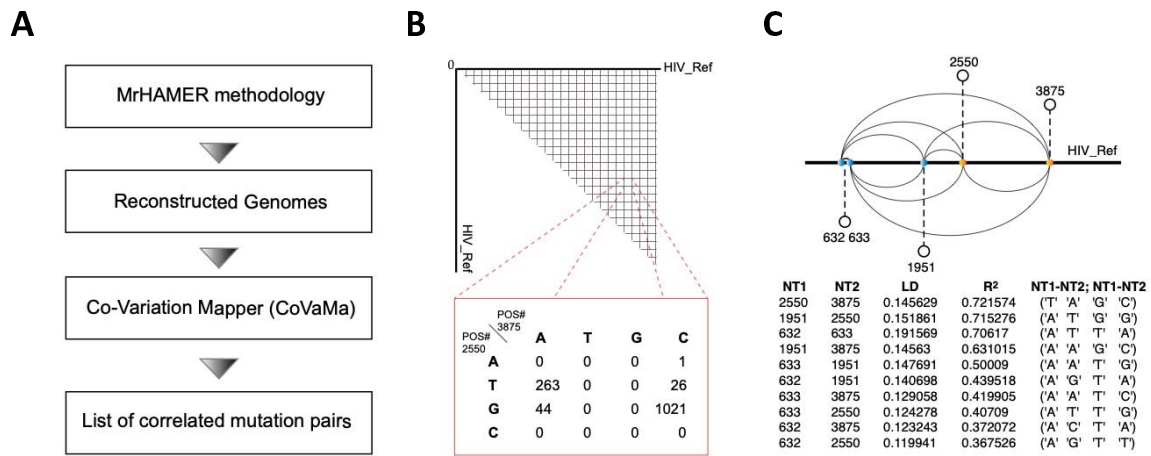 A
MrHAMER methodology
Reconstructed Genomes
Co-Variation Mapper (CoVaMa)
List of correlated mutation pairs
B
0
HIV_Ref
HIV_Ref
POS#
3875
POS#
2550
A T G C
A 0 0 0 1
T 263 0 0 26
G 44 0 0 1021
C 0 0 0 0
C
2550
3875
HIV_Ref
632 633
1951
NT1 NT2 LD R² NT1-NT2; NT1-NT2
2550 3875 0.145629 0.721574 ('T' 'A' 'G' 'C')
1951 2550 0.151861 0.715276 ('A' 'T' 'G' 'G')
632 633 0.191569 0.70617 ('A' 'T' 'T' 'A')
1951 3875 0.14563 0.631015 ('A' 'A' 'G' 'C')
633 1951 0.147691 0.50009 ('A' 'A' 'T' 'G')
632 1951 0.140698 0.439518 ('A' 'G' 'T' 'A')
633 3875 0.129058 0.419905 ('A' 'A' 'T' 'C')
633 2550 0.124278 0.40709 ('A' 'T' 'T' 'G')
632 3875 0.123243 0.372072 ('A' 'C' 'T' 'A')
632 2550 0.119941 0.367526 ('A' 'G' 'T' 'T')